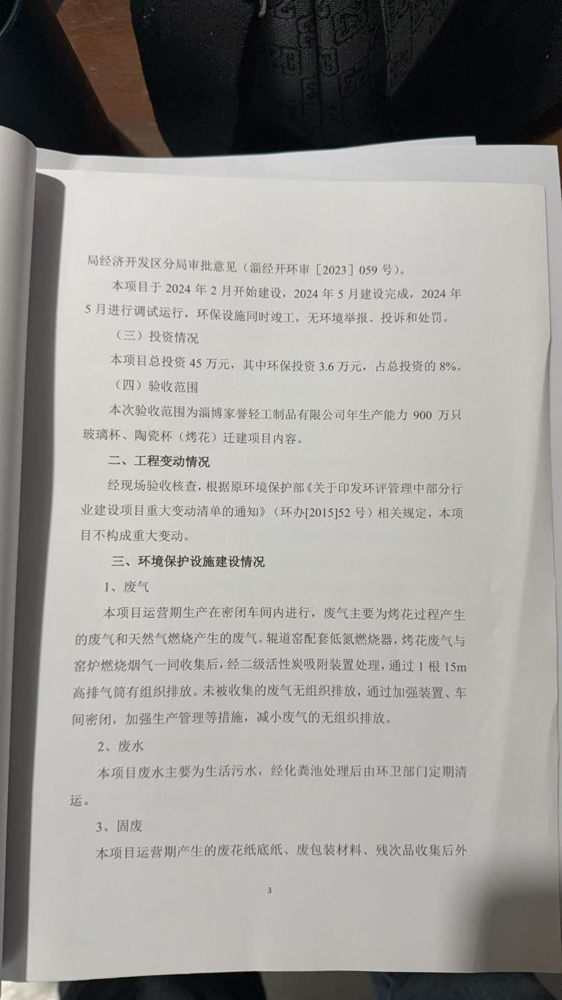 局经济开发区分局审批意见（淄经开环审［2023］059 号）。
本项目于 2024 年 2 月开始建设，2024 年 5 月建设完成，2024 年
5 月进行调试运行，环保设施同时竣工，无环境举报、投诉和处罚。
（三）投资情况
本项目总投资 45 万元，其中环保投资 3.6 万元，占总投资的 8%。
（四）验收范围
本次验收范围为淄博家誉轻工制品有限公司年生产能力 900 万只
玻璃杯、陶瓷杯（烤花）迁建项目内容。
二、工程变动情况
经现场验收核查，根据原环境保护部《关于印发环评管理中部分行
业建设项目重大变动清单的通知》（环办[2015]52 号）相关规定，本项
目不构成重大变动。
三、环境保护设施建设情况
1、废气
本项目运营期生产在密闭车间内进行，废气主要为烤花过程产生
的废气和天然气燃烧产生的废气。辊道窑配套低氮燃烧器，烤花废气与
窑炉燃烧烟气一同收集后，经二级活性炭吸附装置处理，通过 1 根 15m
高排气筒有组织排放。未被收集的废气无组织排放，通过加强装置、车
间密闭，加强生产管理等措施，减小废气的无组织排放。
2、废水
本项目废水主要为生活污水，经化粪池处理后由环卫部门定期清
运。
3、固废
本项目运营期产生的废花纸底纸、废包装材料、残次品收集后外
3